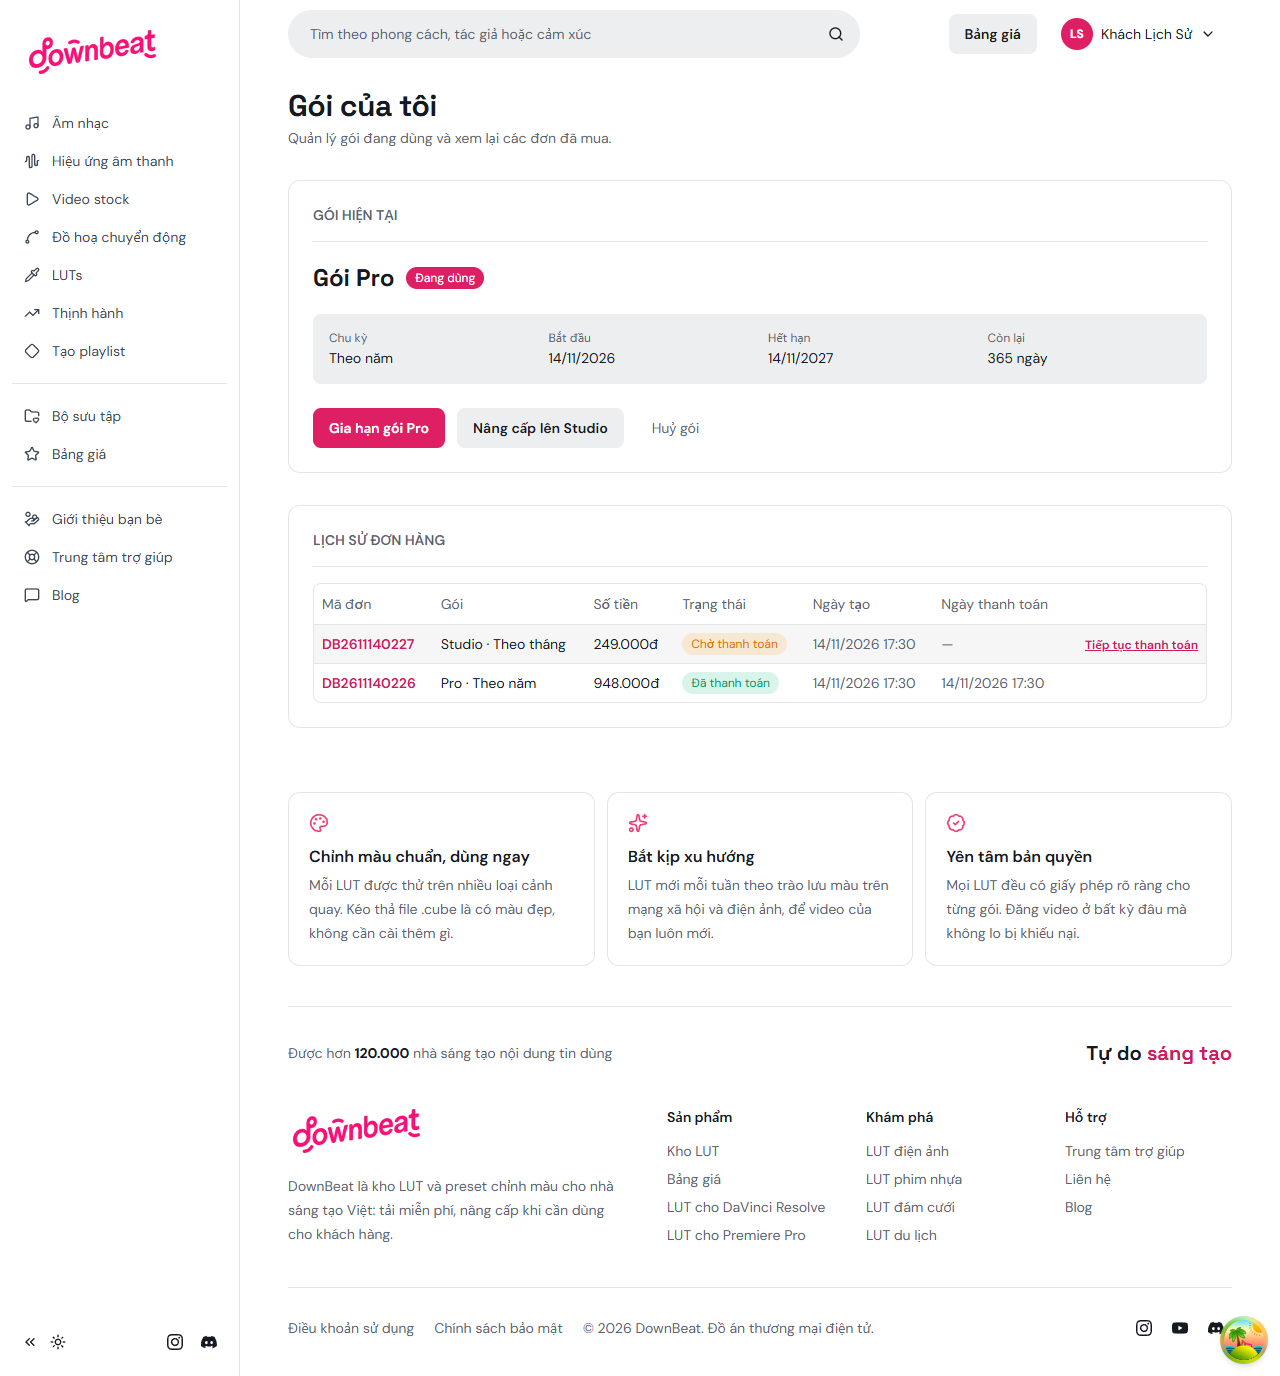 downbeat
Tìm theo phong cách, tác giả hoặc cảm xúc
Bảng giá
LS
Khách Lịch Sử
Âm nhạc
Hiệu ứng âm thanh
Video stock
Đồ hoạ chuyển động
LUTs
Thịnh hành
Tạo playlist
Bộ sưu tập
Bảng giá
Giới thiệu bạn bè
Trung tâm trợ giúp
Blog
Gói của tôi
Quản lý gói đang dùng và xem lại các đơn đã mua.
GÓI HIỆN TẠI
Gói Pro
Đang dùng
Chu kỳ
Theo năm
Bắt đầu
14/11/2026
Hết hạn
14/11/2027
Còn lại
365 ngày
Gia hạn gói Pro
Nâng cấp lên Studio
Huỷ gói
LỊCH SỬ ĐƠN HÀNG
Mã đơn Gói Số tiền Trạng thái Ngày tạo Ngày thanh toán
DB2611140227 Studio · Theo tháng 249.000đ Chờ thanh toán 14/11/2026 17:30 — Tiếp tục thanh toán
DB2611140226 Pro · Theo năm 948.000đ Đã thanh toán 14/11/2026 17:30 14/11/2026 17:30
Chỉnh màu chuẩn, dùng ngay
Mỗi LUT được thử trên nhiều loại cảnh
quay. Kéo thả file .cube là có màu đẹp,
không cần cài thêm gì.
Bắt kịp xu hướng
LUT mới mỗi tuần theo trào lưu màu trên
mạng xã hội và điện ảnh, để video của
bạn luôn mới.
Yên tâm bản quyền
Mọi LUT đều có giấy phép rõ ràng cho
từng gói. Đăng video ở bất kỳ đâu mà
không lo bị khiếu nại.
Được hơn 120.000 nhà sáng tạo nội dung tin dùng
Tự do sáng tạo
downbeat
DownBeat là kho LUT và preset chỉnh màu cho nhà
sáng tạo Việt: tải miễn phí, nâng cấp khi cần dùng
cho khách hàng.
Sản phẩm
Kho LUT
Bảng giá
LUT cho DaVinci Resolve
LUT cho Premiere Pro
Khám phá
LUT điện ảnh
LUT phim nhựa
LUT đám cưới
LUT du lịch
Hỗ trợ
Trung tâm trợ giúp
Liên hệ
Blog
Điều khoản sử dụng
Chính sách bảo mật
© 2026 DownBeat. Đồ án thương mại điện tử.